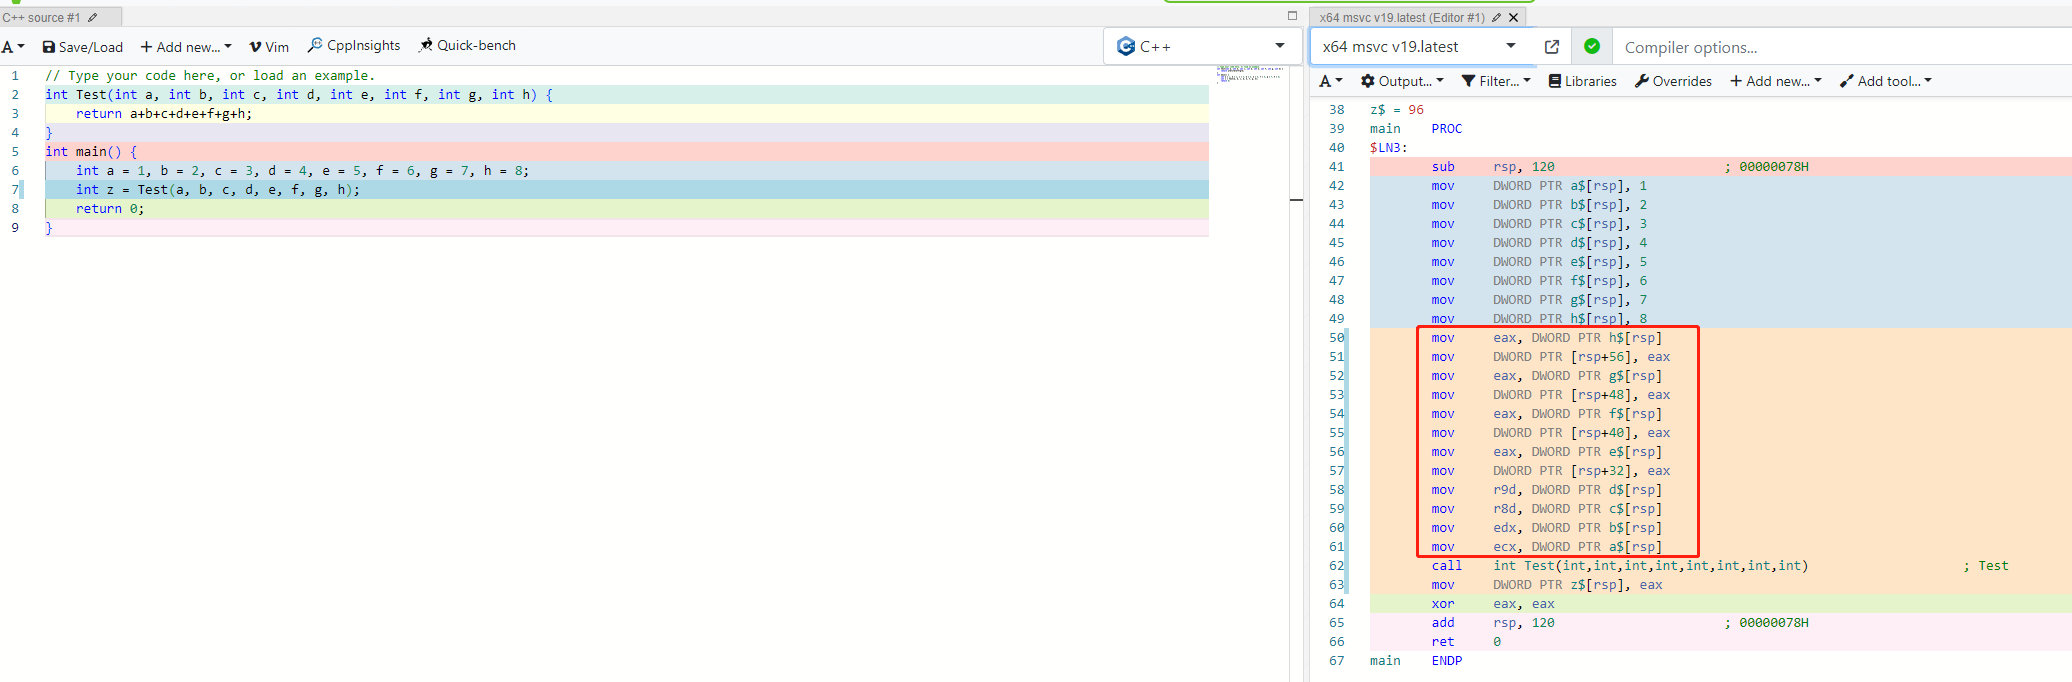 C++ source #1
Save/Load
Add new...
Vim
CppInsights
Quick-bench
C++
1 // Type your code here, or load an example.
2 int Test(int a, int b, int c, int d, int e, int f, int g, int h) {
3 return a+b+c+d+e+f+g+h;
4 }
5 int main() {
6 int a = 1, b = 2, c = 3, d = 4, e = 5, f = 6, g = 7, h = 8;
7 int z = Test(a, b, c, d, e, f, g, h);
8 return 0;
9 }
x64 msvc v19.latest (Editor #1)
x64 msvc v19.latest
Compiler options...
A
Output...
Filter...
Libraries
Overrides
Add new...
Add tool...
38 z$ = 96
39 main PROC
40 $LN3:
41 sub rsp, 120 ; 00000078H
42 mov DWORD PTR a$[rsp], 1
43 mov DWORD PTR b$[rsp], 2
44 mov DWORD PTR c$[rsp], 3
45 mov DWORD PTR d$[rsp], 4
46 mov DWORD PTR e$[rsp], 5
47 mov DWORD PTR f$[rsp], 6
48 mov DWORD PTR g$[rsp], 7
49 mov DWORD PTR h$[rsp], 8
50 mov eax, DWORD PTR h$[rsp]
51 mov DWORD PTR [rsp+56], eax
52 mov eax, DWORD PTR g$[rsp]
53 mov DWORD PTR [rsp+48], eax
54 mov eax, DWORD PTR f$[rsp]
55 mov DWORD PTR [rsp+40], eax
56 mov eax, DWORD PTR e$[rsp]
57 mov DWORD PTR [rsp+32], eax
58 mov r9d, DWORD PTR d$[rsp]
59 mov r8d, DWORD PTR c$[rsp]
60 mov edx, DWORD PTR b$[rsp]
61 mov ecx, DWORD PTR a$[rsp]
62 call int Test(int,int,int,int,int,int,int,int) ; Test
63 mov DWORD PTR z$[rsp], eax
64 xor eax, eax
65 add rsp, 120 ; 00000078H
66 ret 0
67 main ENDP